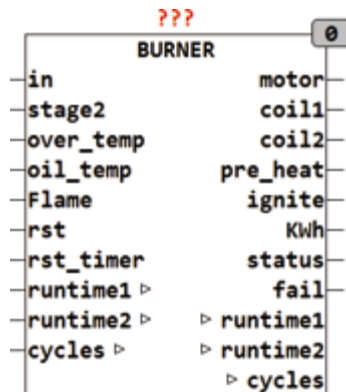 ???
0
BURNER
in motor
stage2 coil1
over_temp coil2
oil_temp pre_heat
Flame ignite
rst KWh
rst_timer status
runtime1 ▷ fail
runtime2 ▷ ▷ runtime1
cycles ▷ ▷ runtime2
▷ cycles